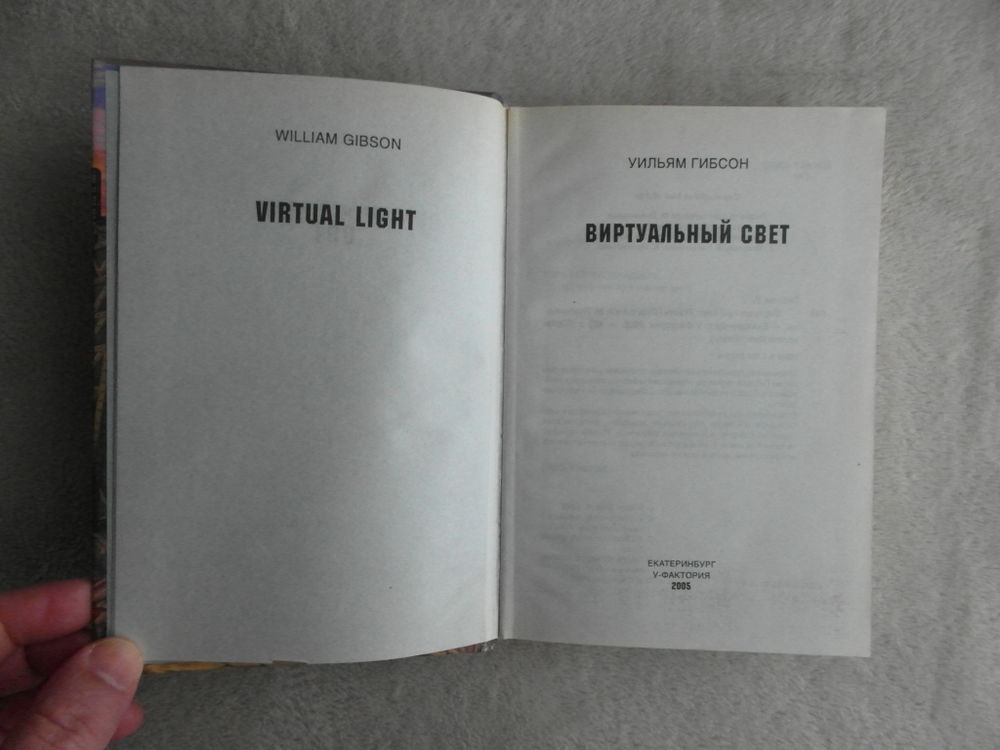 WILLIAM GIBSON
VIRTUAL LIGHT
УИЛЬЯМ ГИБСОН
ВИРТУАЛЬНЫЙ СВЕТ
ЕКАТЕРИНБУРГ
У-ФАКТОРИЯ
2005